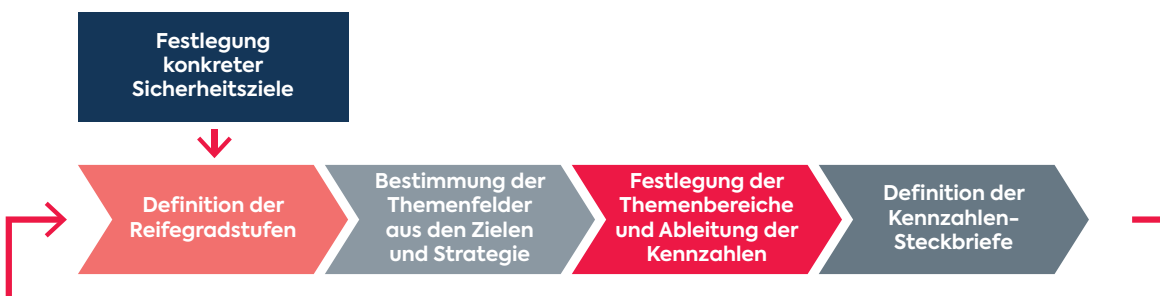 Festlegung
konkreter
Sicherheitsziele
Definition der
Reifegradstufen
Bestimmung der
Themenfelder
aus den Zielen
und Strategie
Festlegung der
Themenbereiche
und Ableitung der
Kennzahlen
Definition der
Kennzahlen-
Steckbriefe